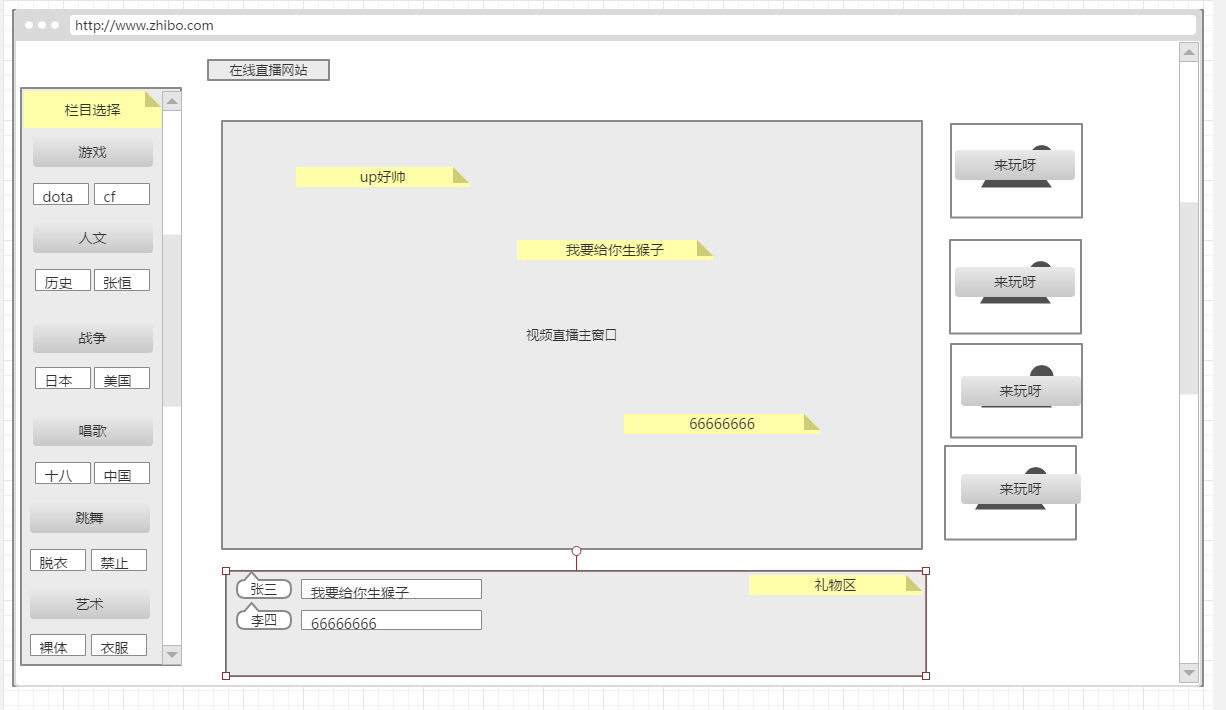 http://www.zhibo.com
在线直播网站
栏目选择
游戏
dota cf
人文
历史 张恒
战争
日本 美国
唱歌
十八 中国
跳舞
脱衣 禁止
艺术
裸体 衣服
up好帅
我要给你生猴子
视频直播主窗口
66666666
来玩呀
来玩呀
来玩呀
来玩呀
张三 我要给你生猴子
李四 66666666
礼物区